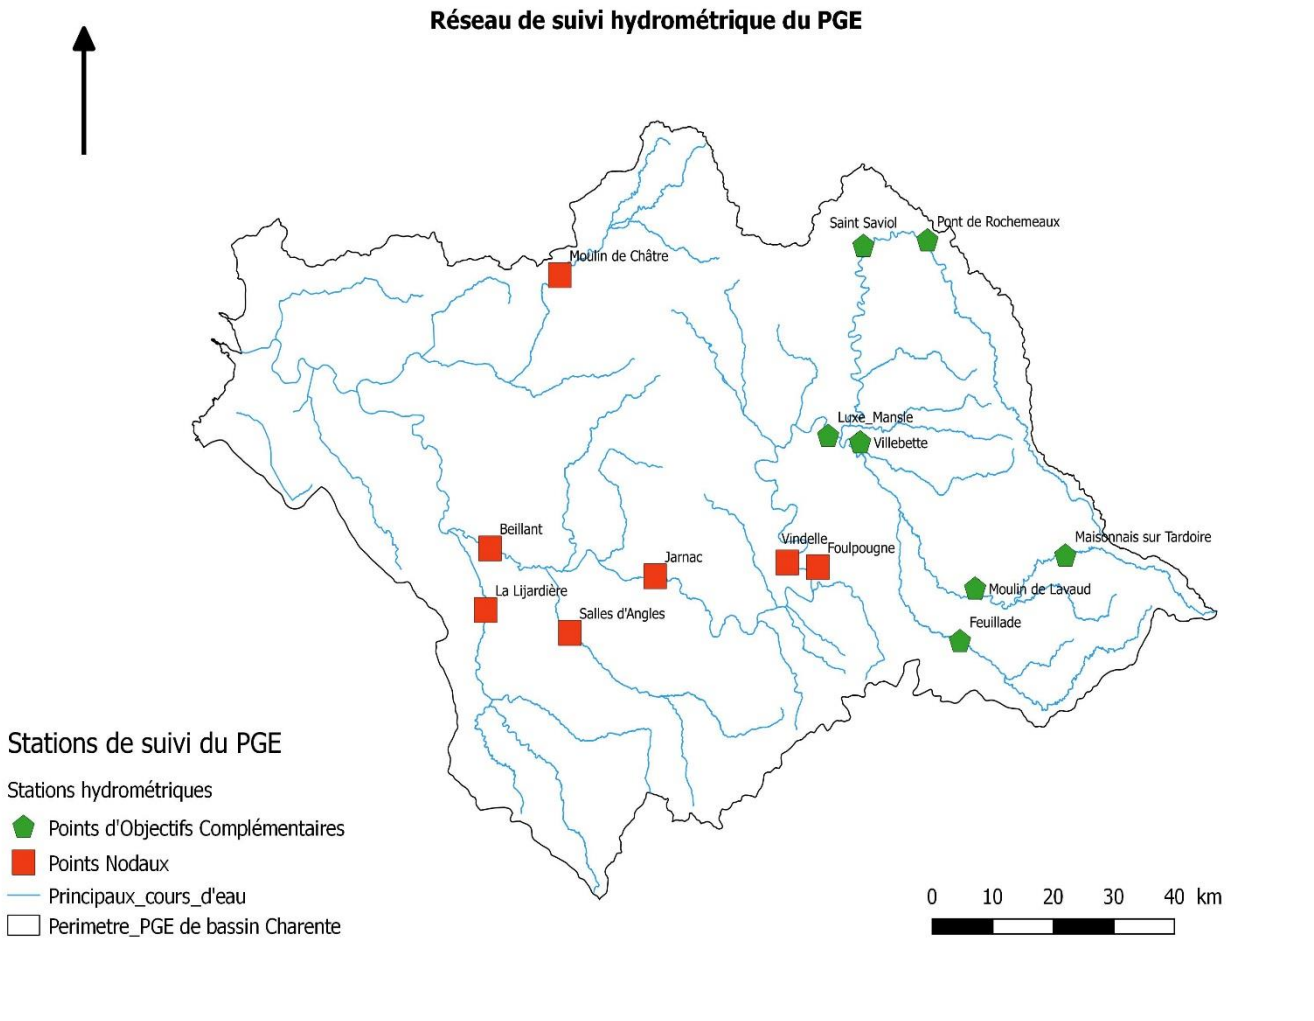 Réseau de suivi hydrométrique du PGE
Saint Saviol
Pont de Rochemeaux
Moulin de Châtre
Luxé_Mansle
Villebette
Beillant
Vindelle
Foulpougne
Maisonnais sur Tardoire
Jarnac
La Lijardière
Moulin de Lavaud
Salles d'Angles
Feuillade
Stations de suivi du PGE
Stations hydrométriques
Points d'Objectifs Complémentaires
Points Nodaux
Principaux_cours_d'eau
Perimetre_PGE de bassin Charente
0 10 20 30 40 km